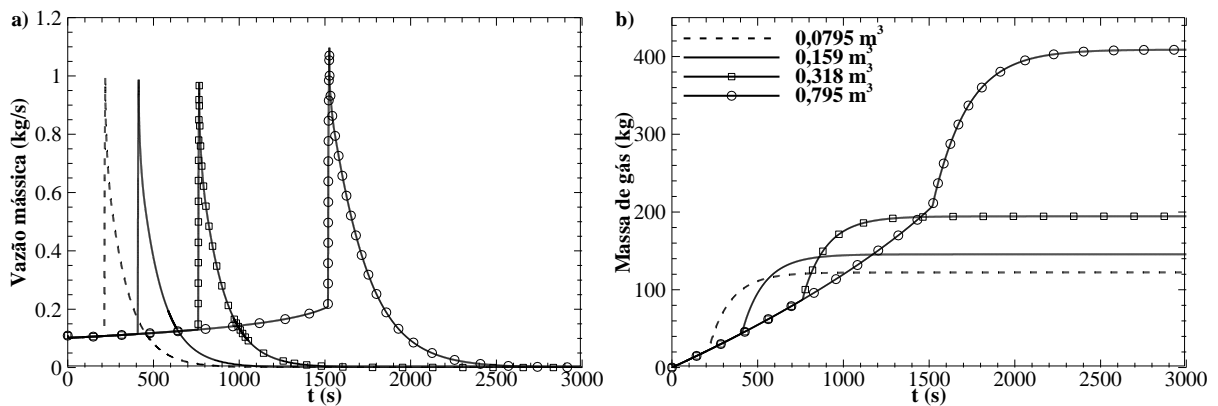 a)
Vazão mássica (kg/s)
1.2
1
0.8
0.6
0.4
0.2
0
0 500 1000 1500 2000 2500 3000
t (s)
b)
0,0795 m³
0,159 m³
0,318 m³
0,795 m³
Massa de gás (kg)
400
300
200
100
0
0 500 1000 1500 2000 2500 3000
t (s)